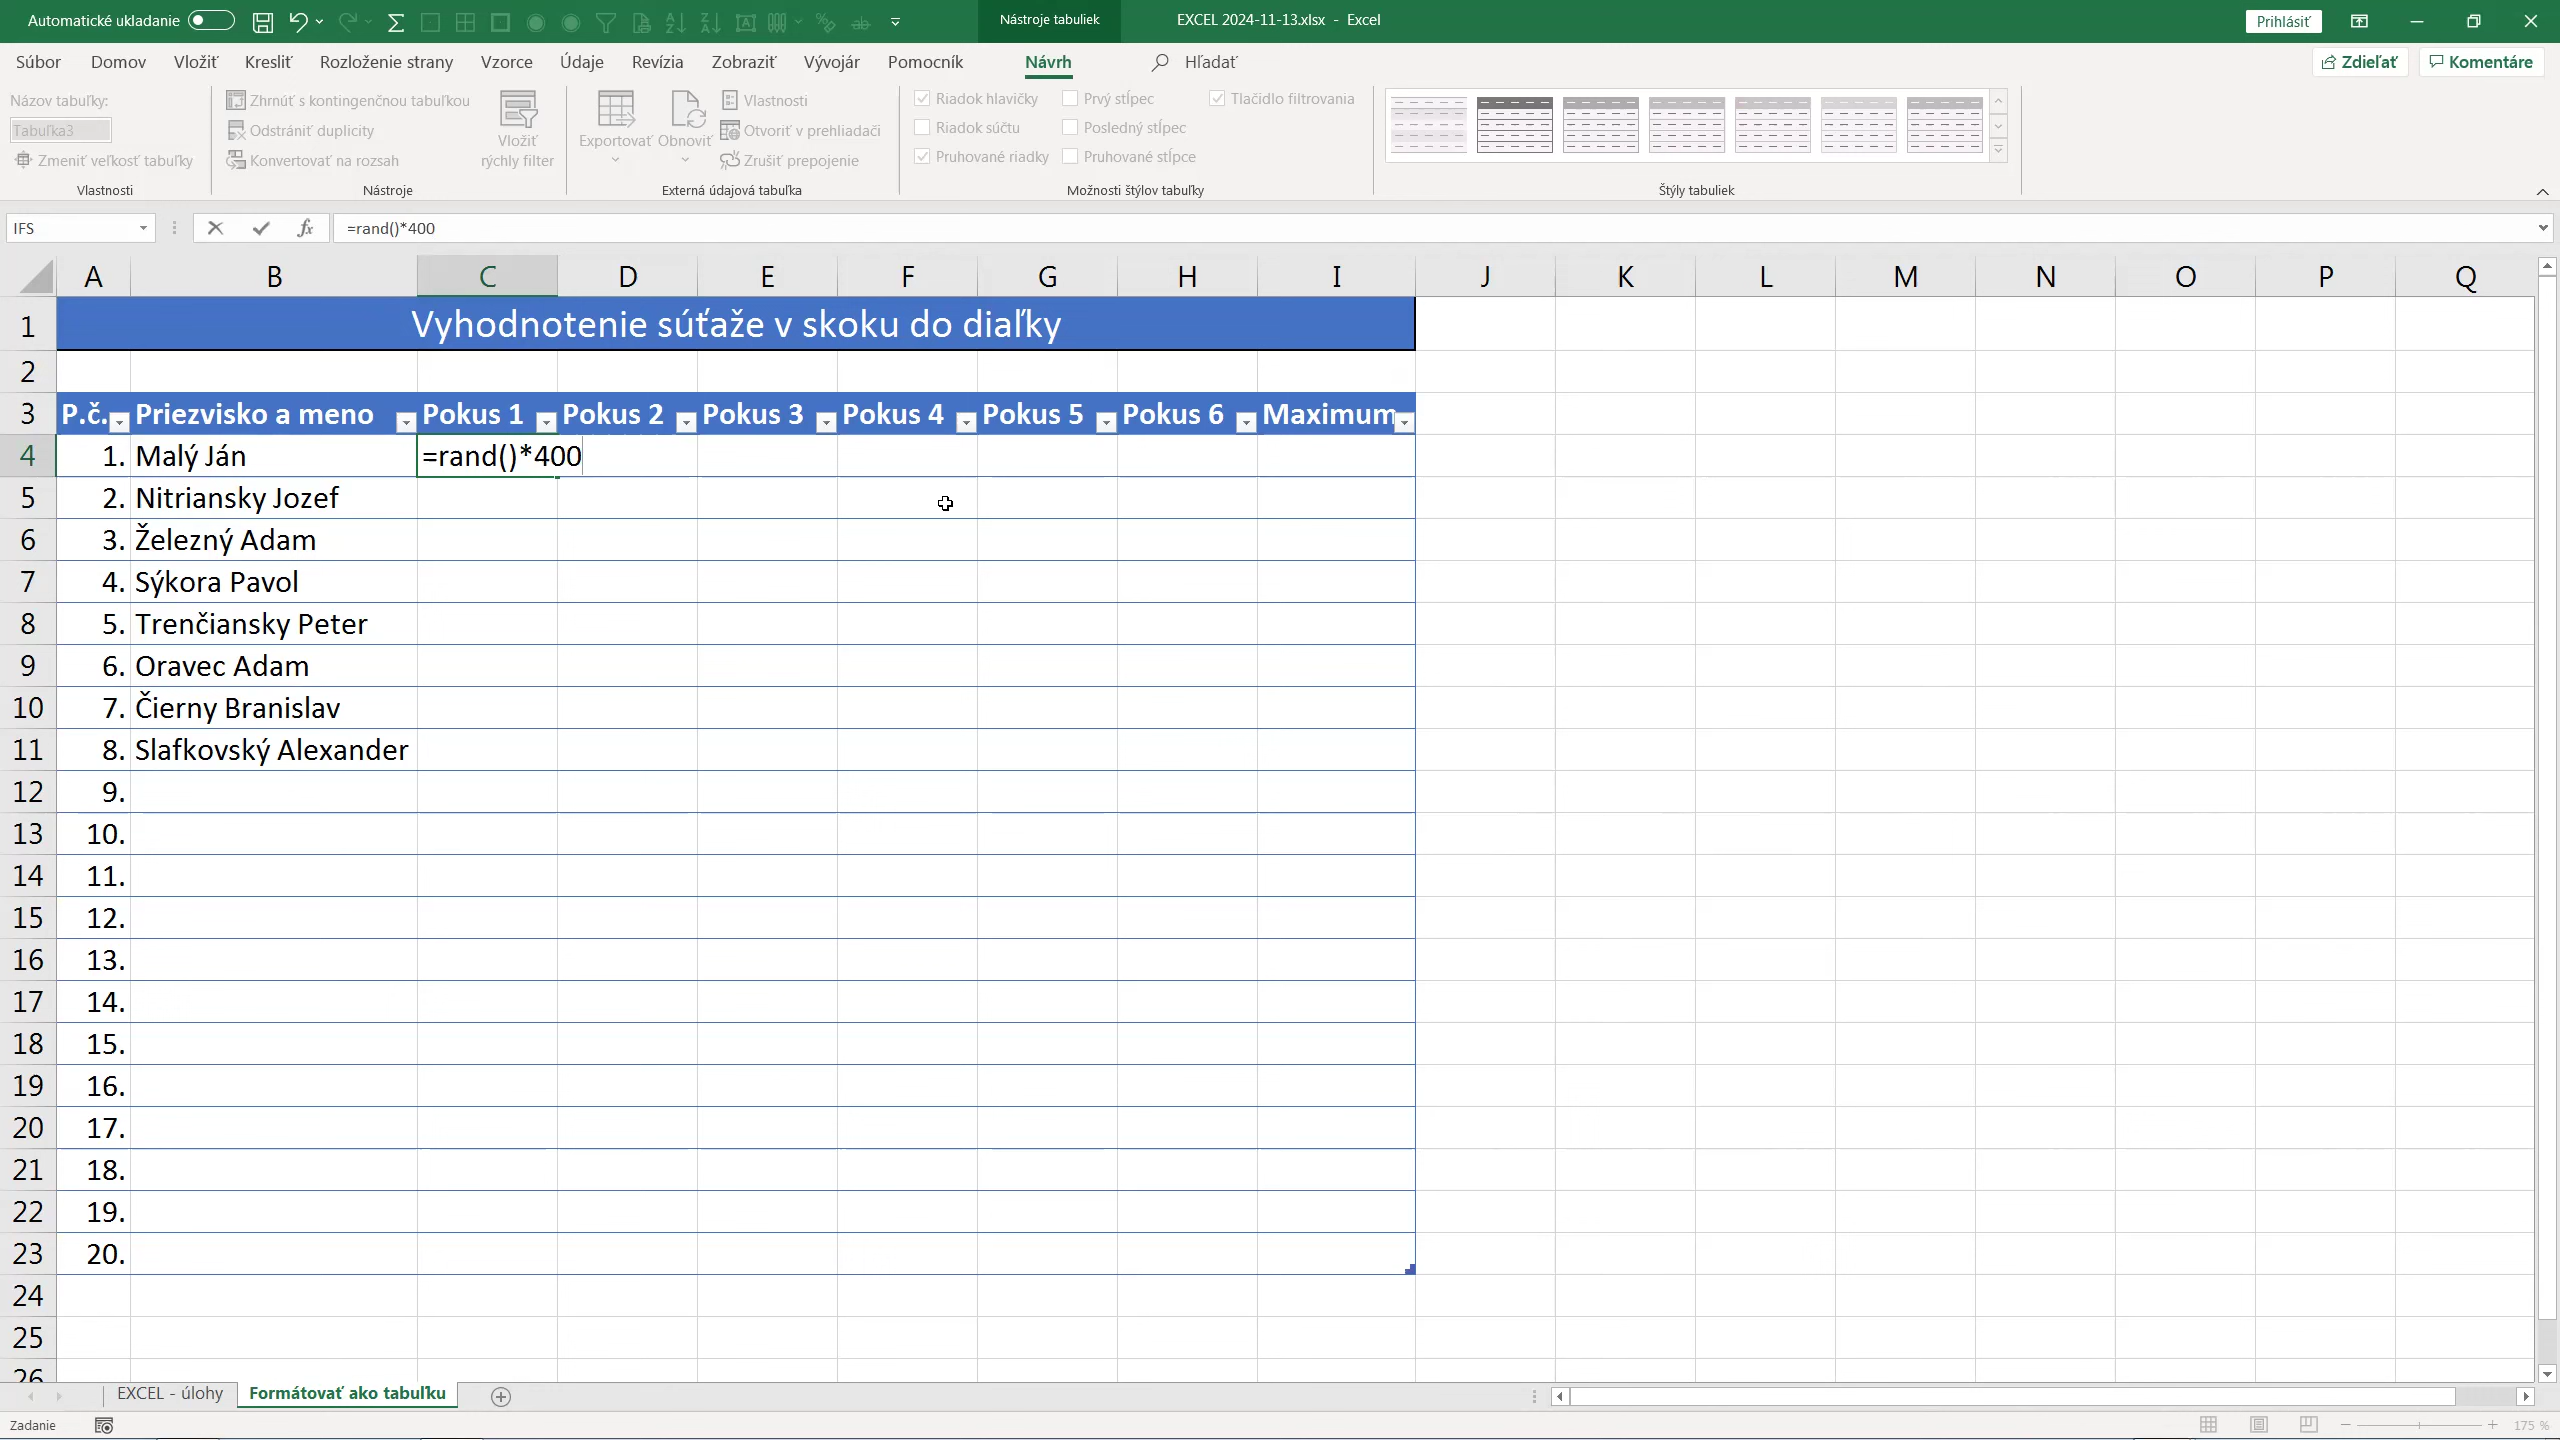 Automatické ukladanie
Nástroje tabuliek
EXCEL 2024-11-13.xlsx - Excel
Prihlásiť
Súbor Domov Vložiť Kresliť Rozloženie strany Vzorce Údaje Revízia Zobraziť Vývojár Pomocník Návrh Hľadať Zdieľať Komentáre
Názov tabuľky:
Tabuľka3
Zmeniť veľkosť tabuľky
Vlastnosti
Zhrnúť s kontingenčnou tabuľkou
Odstrániť duplicity
Konvertovať na rozsah
Vložiť
rýchly filter
Nástroje
Exportovať
Obnoviť
Vlastnosti
Otvoriť v prehliadači
Zrušiť prepojenie
Externá údajová tabuľka
Riadok hlavičky Prvý stĺpec Tlačidlo filtrovania
Riadok súčtu Posledný stĺpec
Pruhované riadky Pruhované stĺpce
Možnosti štýlov tabuľky
Štýly tabuliek
IFS
fx
=rand()*400
A B C D E F G H I J K L M N O P Q
1 Vyhodnotenie súťaže v skoku do diaľky
2
3 P.č. Priezvisko a meno Pokus 1 Pokus 2 Pokus 3 Pokus 4 Pokus 5 Pokus 6 Maximum
4 1. Malý Ján =rand()*400
5 2. Nitriansky Jozef
6 3. Železný Adam
7 4. Sýkora Pavol
8 5. Trenčiansky Peter
9 6. Oravec Adam
10 7. Čierny Branislav
11 8. Slafkovský Alexander
12 9.
13 10.
14 11.
15 12.
16 13.
17 14.
18 15.
19 16.
20 17.
21 18.
22 19.
23 20.
24
25
26
EXCEL - úlohy Formátovať ako tabuľku
Zadanie
175 %